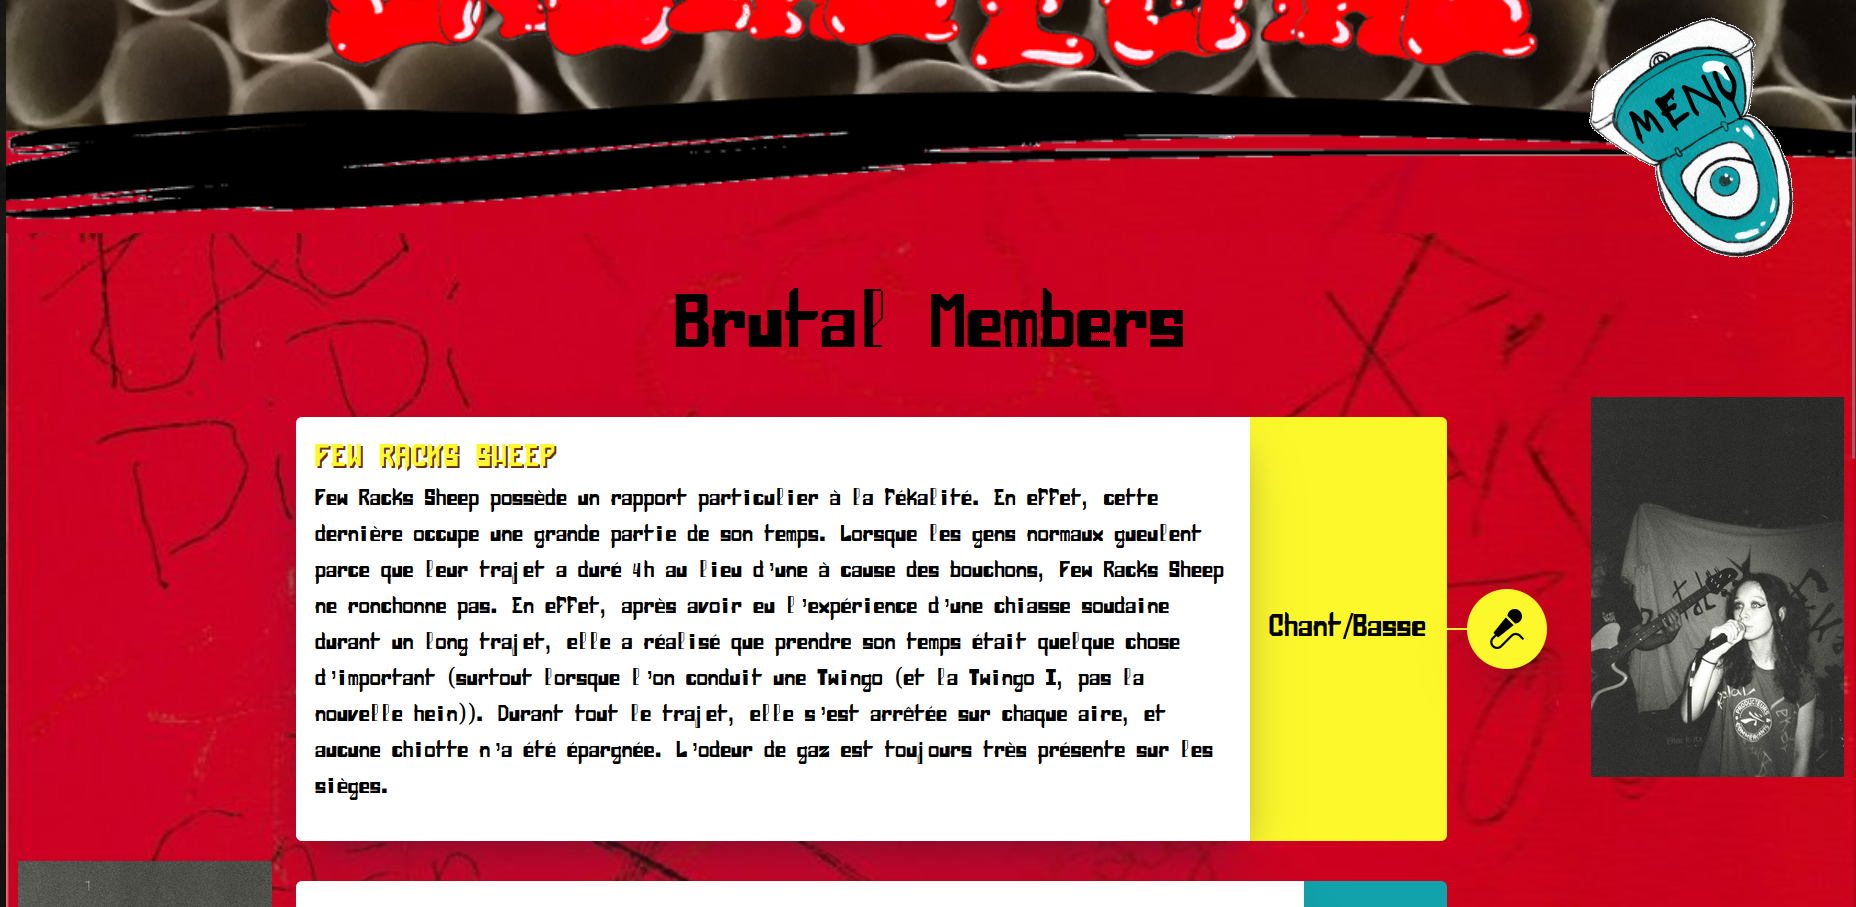 MENU
Brutal Members
FEW RACKS SHEEP
Few Racks Sheep possède un rapport particulier à la fékalité. En effet, cette
dernière occupe une grande partie de son temps. Lorsque les gens normaux gueulent
parce que leur trajet a duré 4h au lieu d'une à cause des bouchons, Few Racks Sheep
ne ronchonne pas. En effet, après avoir eu l'expérience d'une chiasse soudaine
durant un long trajet, elle a réalisé que prendre son temps était quelque chose
d'important (surtout lorsque l'on conduit une Twingo (et la Twingo I, pas la
nouvelle hein)). Durant tout le trajet, elle s'est arrêtée sur chaque aire, et
aucune chiotte n'a été épargnée. L'odeur de gaz est toujours très présente sur les
sièges.
Chant/Basse